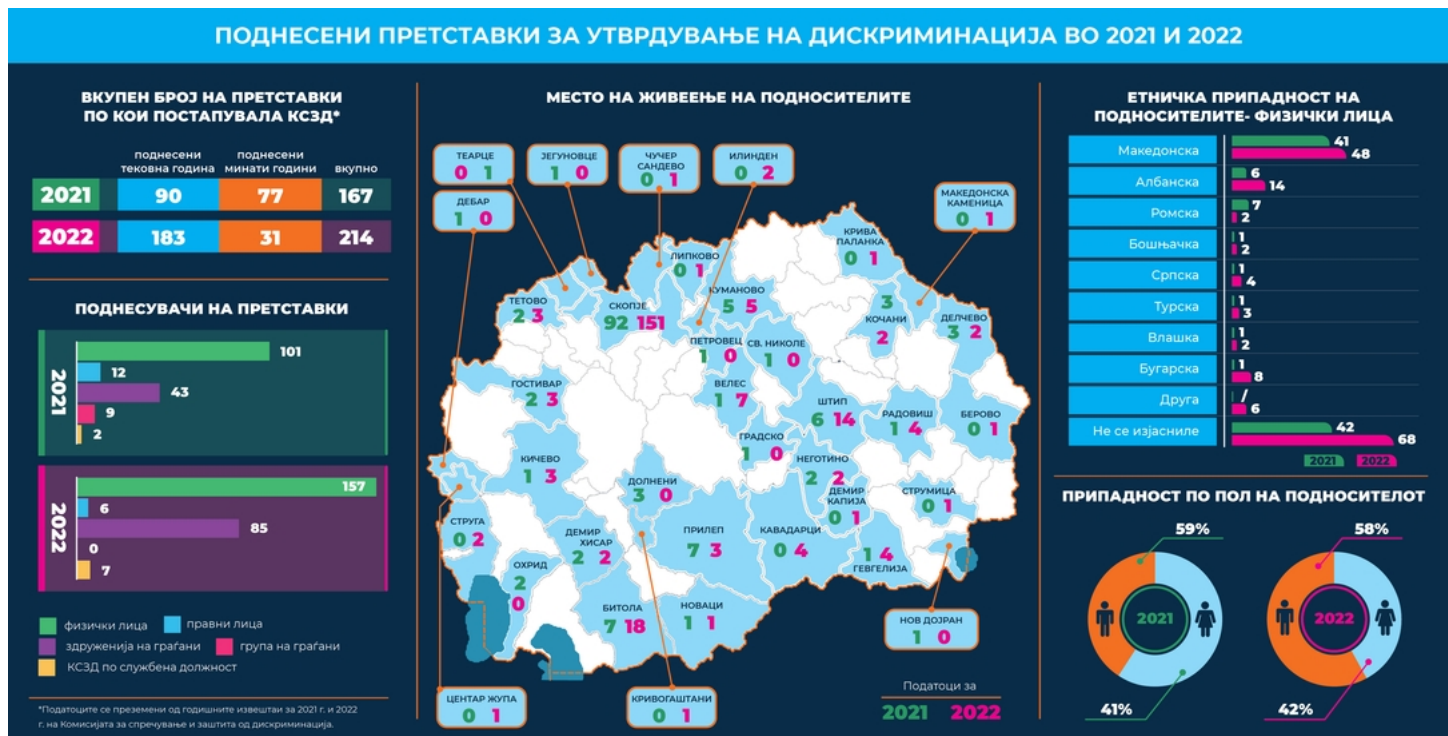 ПОДНЕСЕНИ ПРЕТСТАВКИ ЗА УТВРДУВАЊЕ НА ДИСКРИМИНАЦИЈА ВО 2021 И 2022
ВКУПЕН БРОЈ НА ПРЕТСТАВКИ
ПО КОИ ПОСТАПУВАЛА КСЗД*
поднесени тековна година
поднесени минати години
вкупно
2021 90 77 167
2022 183 31 214
ПОДНЕСУВАЧИ НА ПРЕТСТАВКИ
2021
101
12
43
9
2
2022
157
6
85
0
7
физички лица правни лица
здруженија на граѓани група на граѓани
КСЗД по службена должност
*Податоците се преземени од годишните извештаи за 2021 г. и 2022
г. на Комисијата за спречување и заштита од дискриминација.
МЕСТО НА ЖИВЕЕЊЕ НА ПОДНОСИТЕЛИТЕ
ТЕАРЦЕ
0 1
ЈЕГУНОВЦЕ
1 0
ЧУЧЕР
САНДЕВО
0 1
ИЛИНДЕН
0 2
ДЕБАР
1 0
МАКЕДОНСКА
КАМЕНИЦА
0 1
КРИВА
ПАЛАНКА
0 1
ЛИПКОВО
0 1
КУМАНОВО
5 5
ТЕТОВО
2 3
СКОПЈЕ
92 151
3
КОЧАНИ
2
ДЕЛЧЕВО
3 2
ПЕТРОВЕЦ
1 0
СВ. НИКОЛЕ
1 0
ГОСТИВАР
2 3
ВЕЛЕС
1 7
ШТИП
6 14
РАДОВИШ
1 4
БЕРОВО
0 1
ГРАДСКО
1 0
КИЧЕВО
1 3
НЕГОТИНО
2 2
ДОЛНЕНИ
3 0
ДЕМИР
КАПИЈА
0 1
СТРУМИЦА
0 1
СТРУГА
0 2
ДЕМИР
ХИСАР
2 2
ПРИЛЕП
7 3
КАВАДАРЦИ
0 4
1 4
ГЕВГЕЛИЈА
ОХРИД
2
0
БИТОЛА
7 18
НОВАЦИ
1 1
НОВ ДОЈРАН
1 0
ЦЕНТАР ЖУПА
0 1
КРИВОГАШТАНИ
0 1
Податоци за
2021 2022
ЕТНИЧКА ПРИПАДНОСТ НА
ПОДНОСИТЕЛИТЕ- ФИЗИЧКИ ЛИЦА
Македонска 41 48
Албанска 6 14
Ромска 7 2
Бошњачка 1 2
Српска 1 4
Турска 1 3
Влашка 1 2
Бугарска 1 8
Друга / 6
Не се изјасниле 42 68
2021 2022
ПРИПАДНОСТ ПО ПОЛ НА ПОДНОСИТЕЛОТ
59% 58%
2021 2022
41% 42%